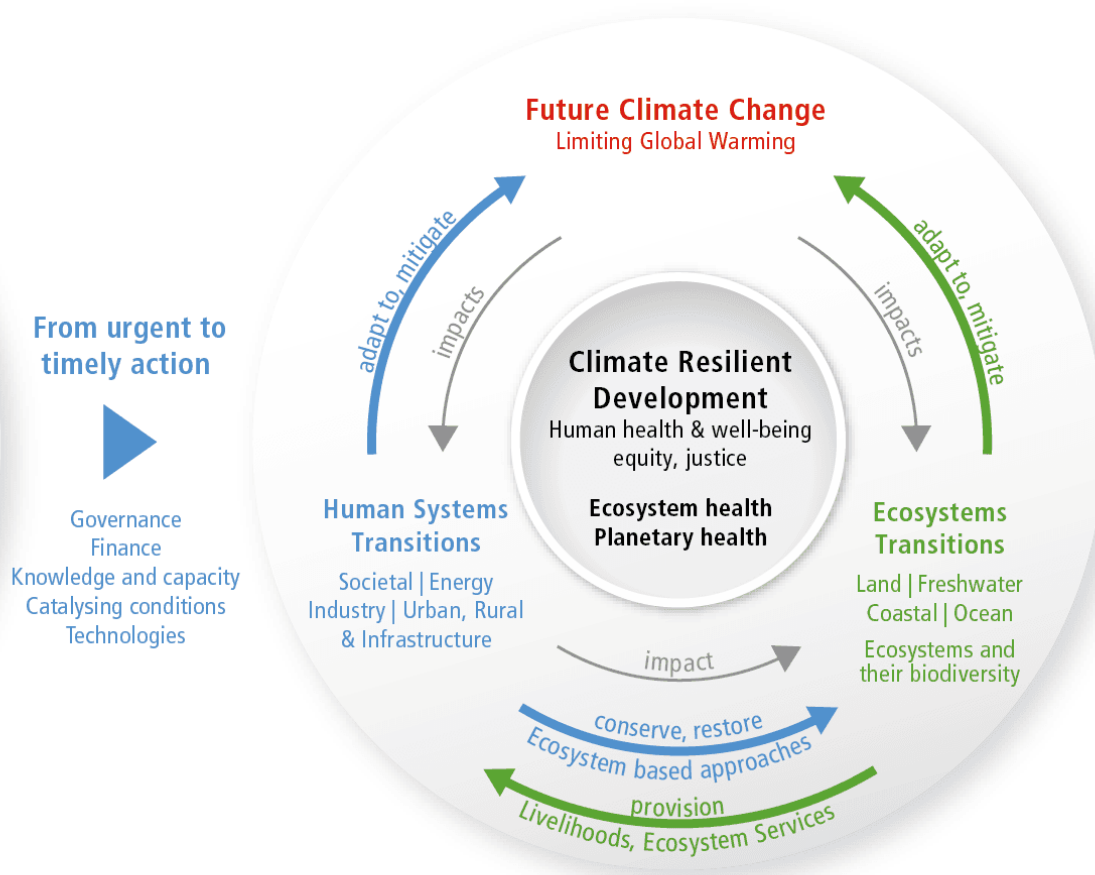 Future Climate Change
Limiting Global Warming
adapt to, mitigate
impacts
impacts
adapt to, mitigate
From urgent to
timely action
Governance
Finance
Knowledge and capacity
Catalysing conditions
Technologies
Climate Resilient
Development
Human health & well-being
equity, justice
Ecosystem health
Planetary health
Human Systems
Transitions
Societal | Energy
Industry | Urban, Rural
& Infrastructure
Ecosystems
Transitions
Land | Freshwater
Coastal | Ocean
Ecosystems and
their biodiversity
impact
conserve, restore
Ecosystem based approaches
provision
Livelihoods, Ecosystem Services